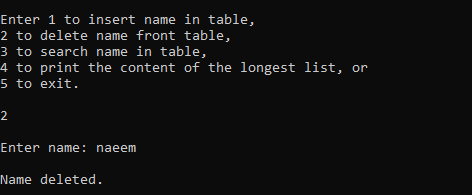 Enter 1 to insert name in table,
2 to delete name front table,
3 to search name in table,
4 to print the content of the longest list, or
5 to exit.
2
Enter name: naeem
Name deleted.